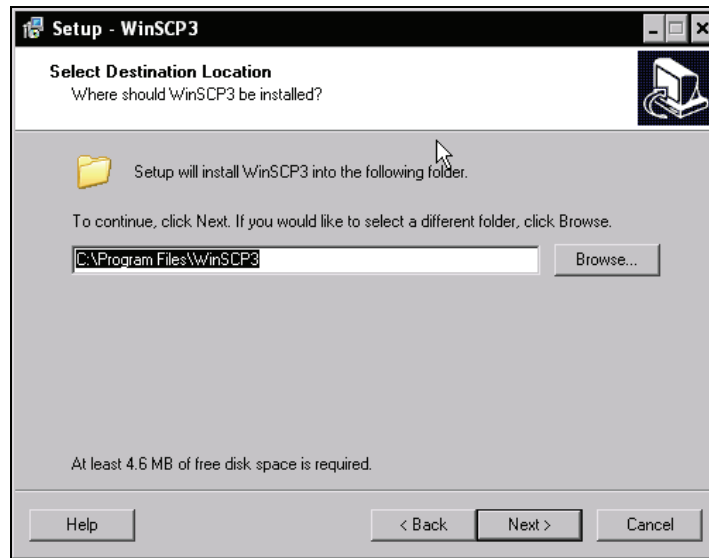 Setup - WinSCP3
Select Destination Location
Where should WinSCP3 be installed?
Setup will install WinSCP3 into the following folder.
To continue, click Next. If you would like to select a different folder, click Browse.
C:\Program Files\WinSCP3
Browse...
At least 4.6 MB of free disk space is required.
Help
< Back
Next >
Cancel